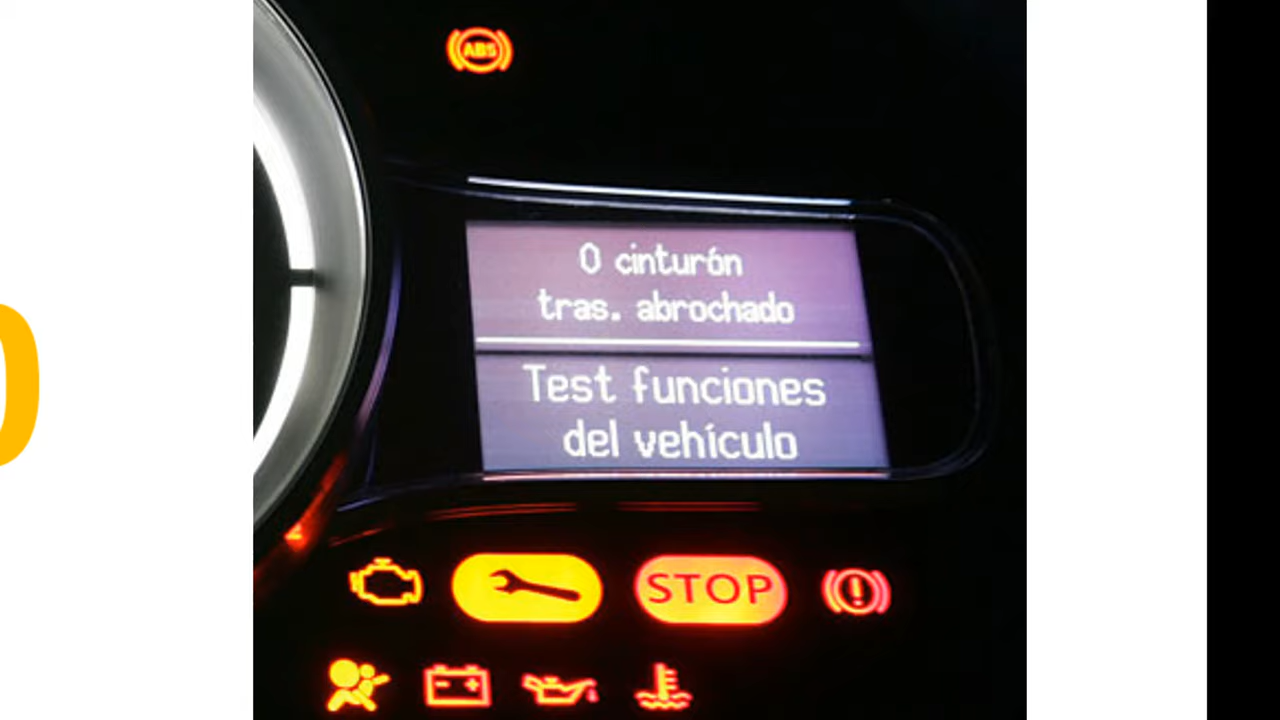 ABS
0 cinturón
tras. abrochado
Test funciones
del vehículo
STOP